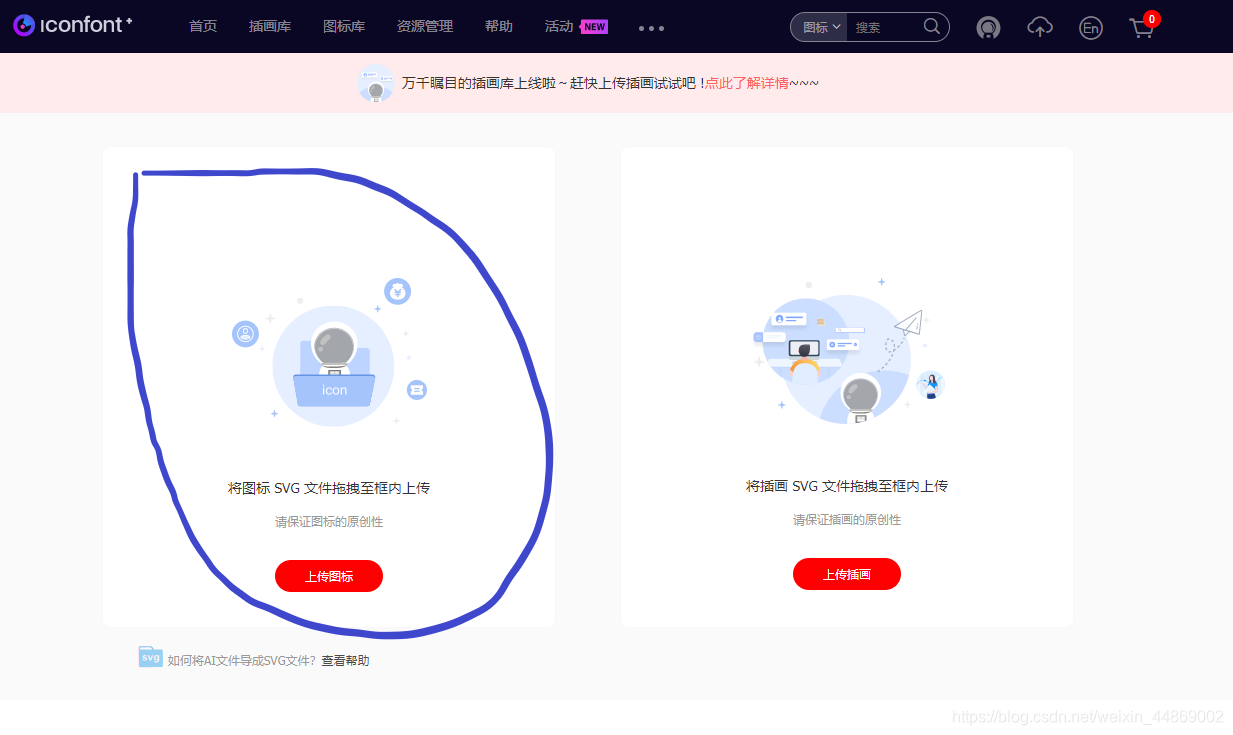 iconfont+
首页 插画库 图标库 资源管理 帮助 活动 NEW ••• 图标 搜索 En 0
万千瞩目的插画库上线啦～赶快上传插画试试吧！点此了解详情~~~
icon
将图标 SVG 文件拖拽至框内上传
请保证图标的原创性
上传图标
将插画 SVG 文件拖拽至框内上传
请保证插画的原创性
上传插画
svg 如何将AI文件导成SVG文件？查看帮助
https://blog.csdn.net/weixin_44869002